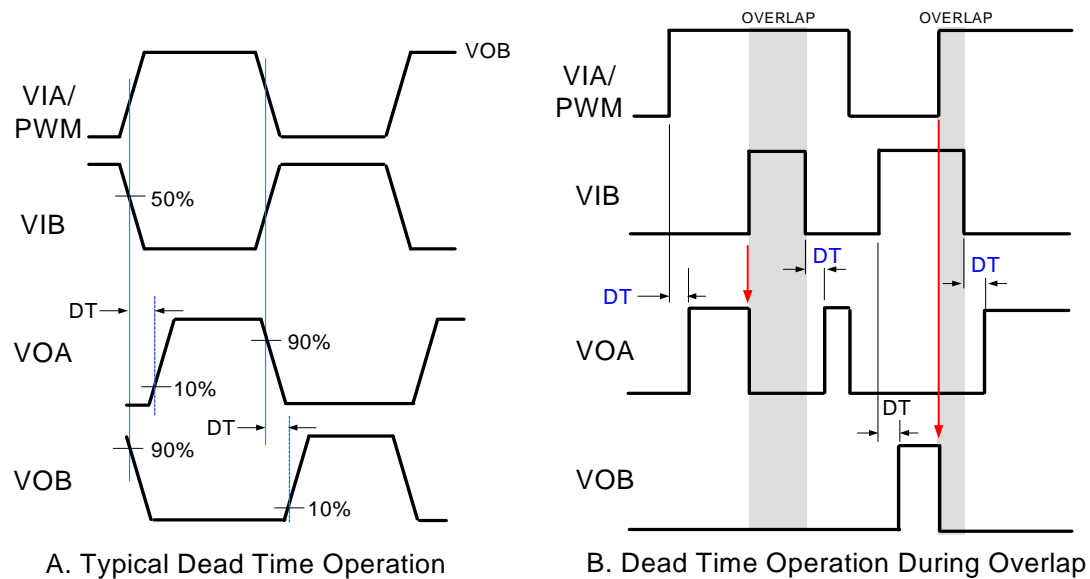 VOB
VIA/
PWM
VIB
50%
DT
VOA
90%
10%
DT
90%
VOB
10%
A. Typical Dead Time Operation
OVERLAP
OVERLAP
VIA/
PWM
VIB
DT
DT
DT
VOA
DT
VOB
B. Dead Time Operation During Overlap